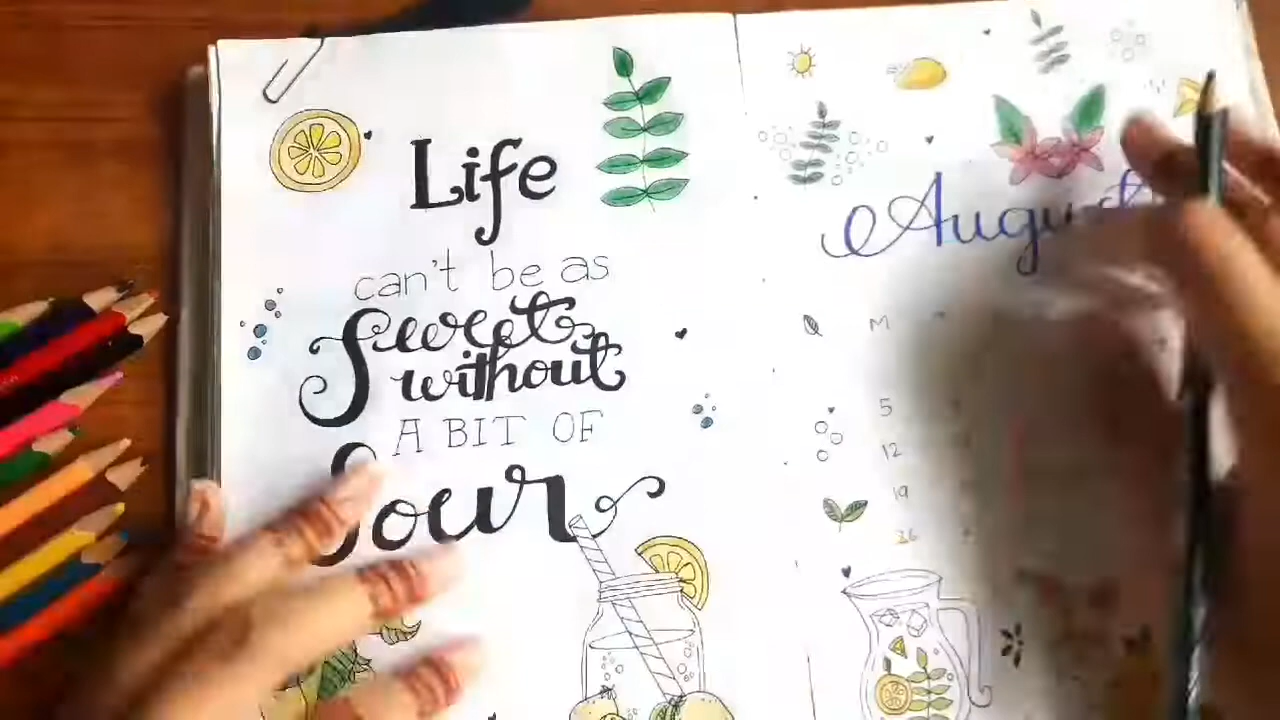 Life
can't be as
Sweet
without
A BIT OF
Sour
August
M
5
12
19
26